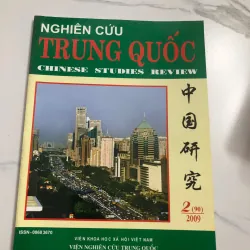 NGHIÊN CỨU
TRUNG QUỐC
CHINESE STUDIES REVIEW
中
国
研
究
2 (90)
2009
ISSN-0868 3670
VIỆN KHOA HỌC XÃ HỘI VIỆT NAM
VIỆN NGHIÊN CỨU TRUNG QUỐC